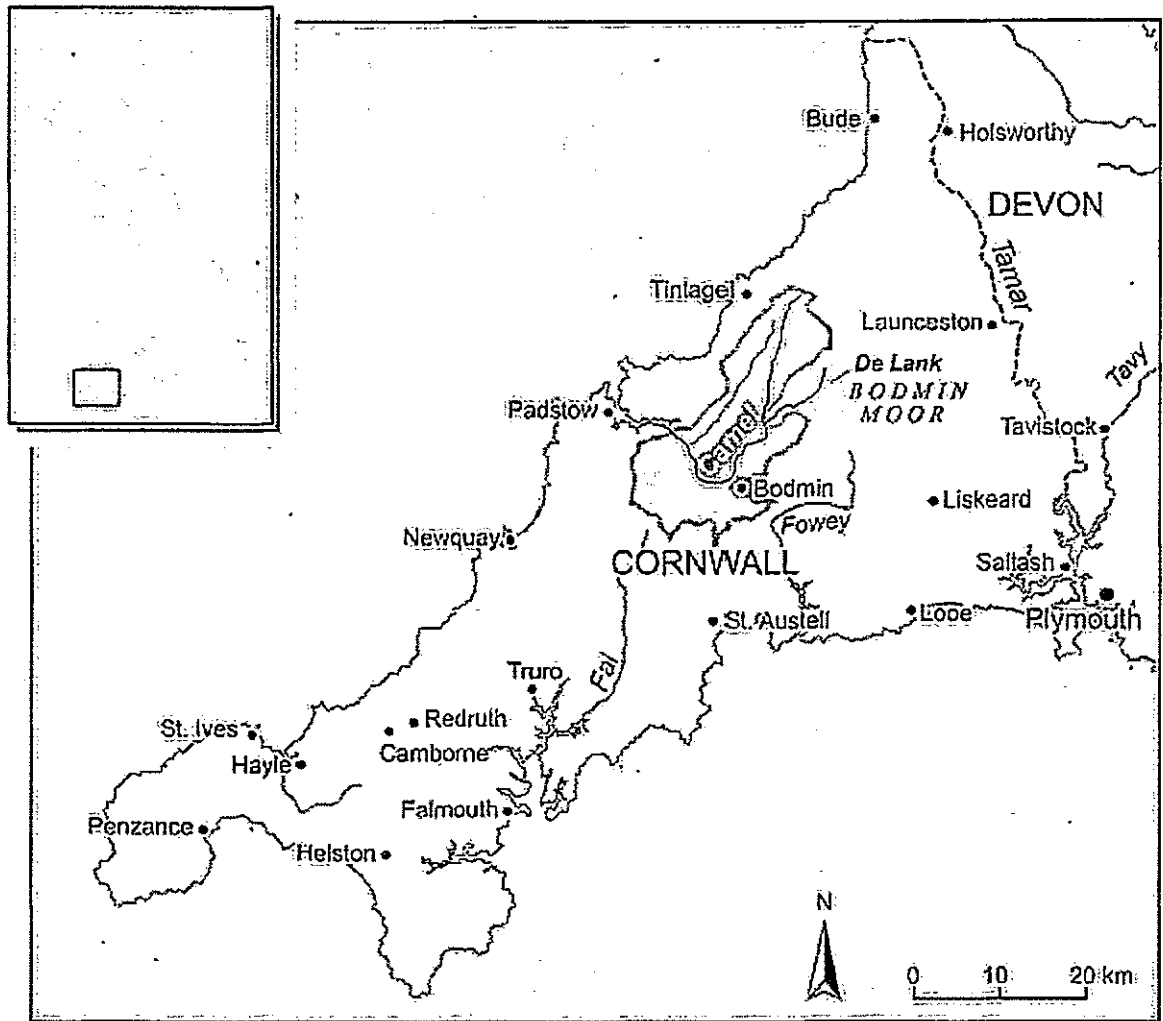 Bude
Holsworthy
DEVON
Tamar
Tintagel
Launceston
De Lank
BODMIN
MOOR
Tavy
Padstow
Camel
Tavistock
Bodmin
Liskeard
Fowey
Newquay
CORNWALL
Saltash
Looe
Plymouth
St. Austell
Truro
Fal
Redruth
St. Ives
Camborne
Hayle
Falmouth
Penzance
Helston
N
0 10 20 km